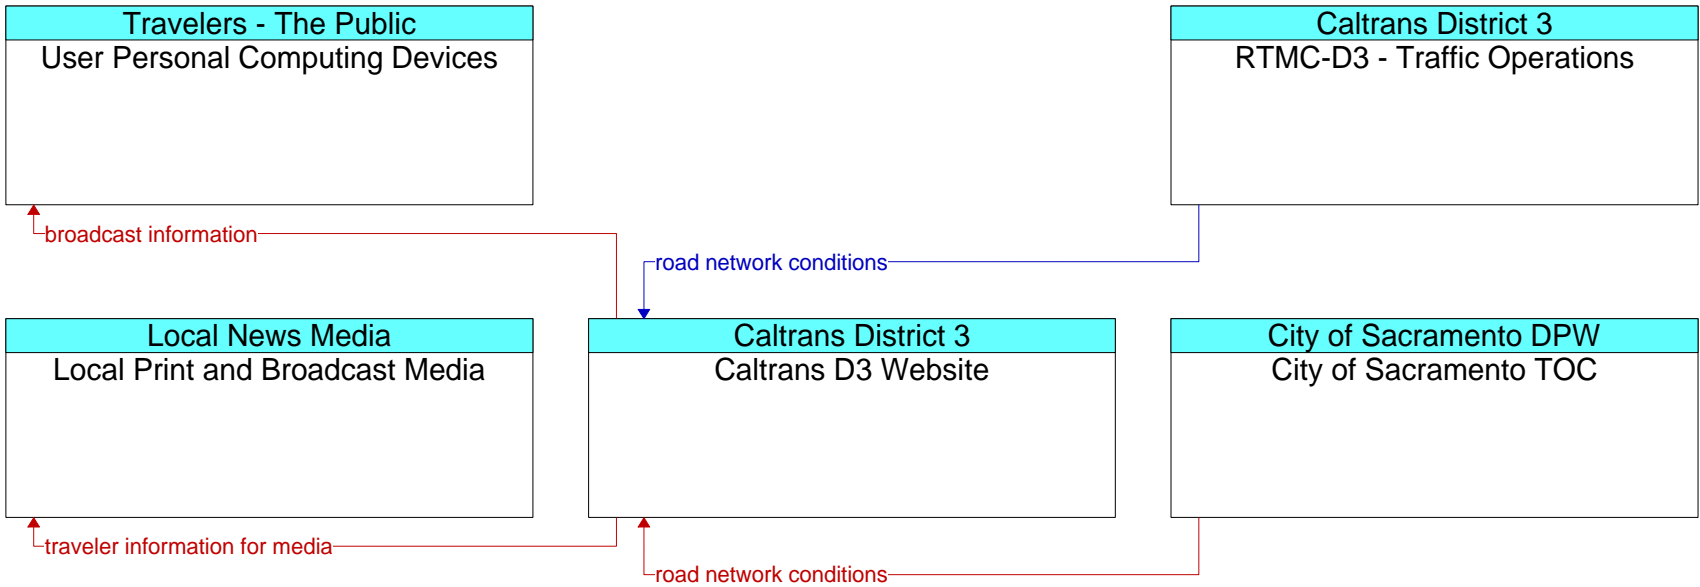 Travelers - The Public
User Personal Computing Devices
Caltrans District 3
RTMC-D3 - Traffic Operations
broadcast information
road network conditions
Local News Media
Local Print and Broadcast Media
Caltrans District 3
Caltrans D3 Website
City of Sacramento DPW
City of Sacramento TOC
traveler information for media
road network conditions